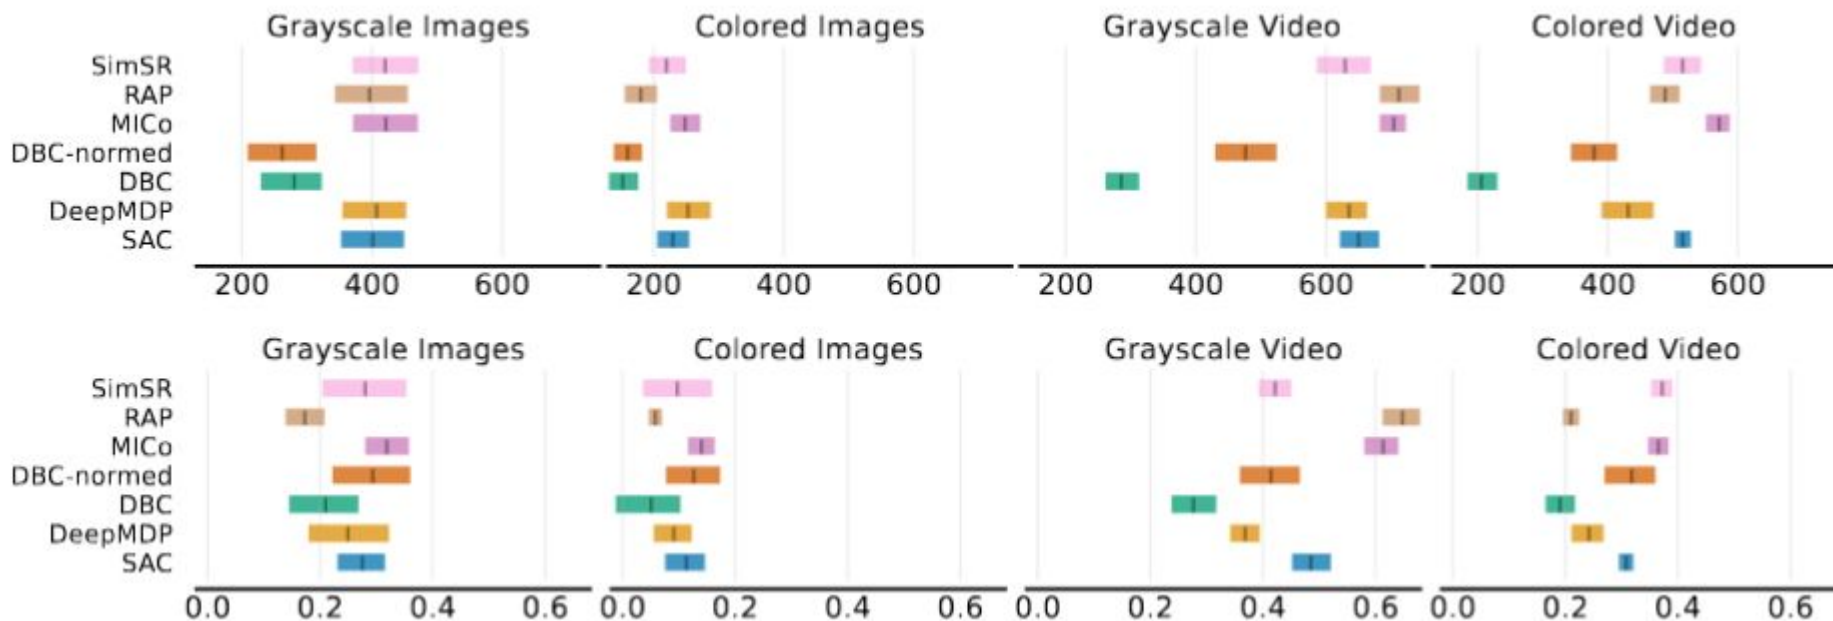 Grayscale Images Colored Images Grayscale Video Colored Video
SimSR
RAP
MICo
DBC-normed
DBC
DeepMDP
SAC
200 400 600 200 400 600 200 400 600 200 400 600
Grayscale Images Colored Images Grayscale Video Colored Video
SimSR
RAP
MICo
DBC-normed
DBC
DeepMDP
SAC
0.0 0.2 0.4 0.6 0.0 0.2 0.4 0.6 0.0 0.2 0.4 0.6 0.0 0.2 0.4 0.6